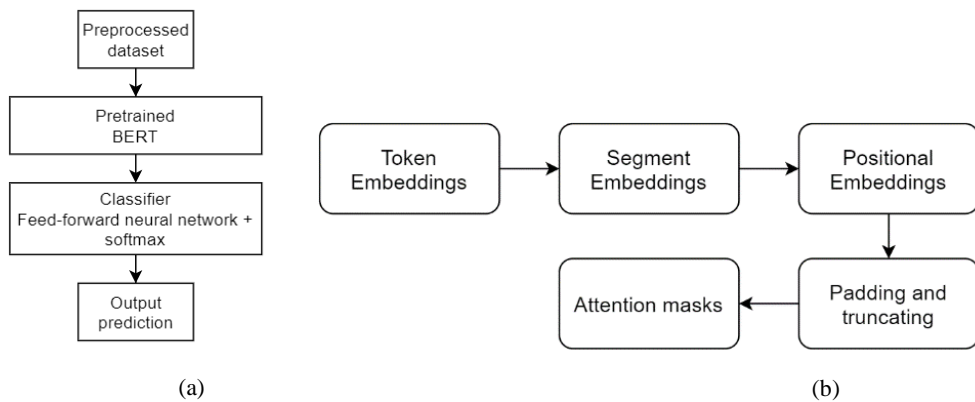 Preprocessed
dataset
Pretrained
BERT
Classifier
Feed-forward neural network +
softmax
Output
prediction
(a)
Token
Embeddings
Segment
Embeddings
Positional
Embeddings
Padding and
truncating
Attention masks
(b)